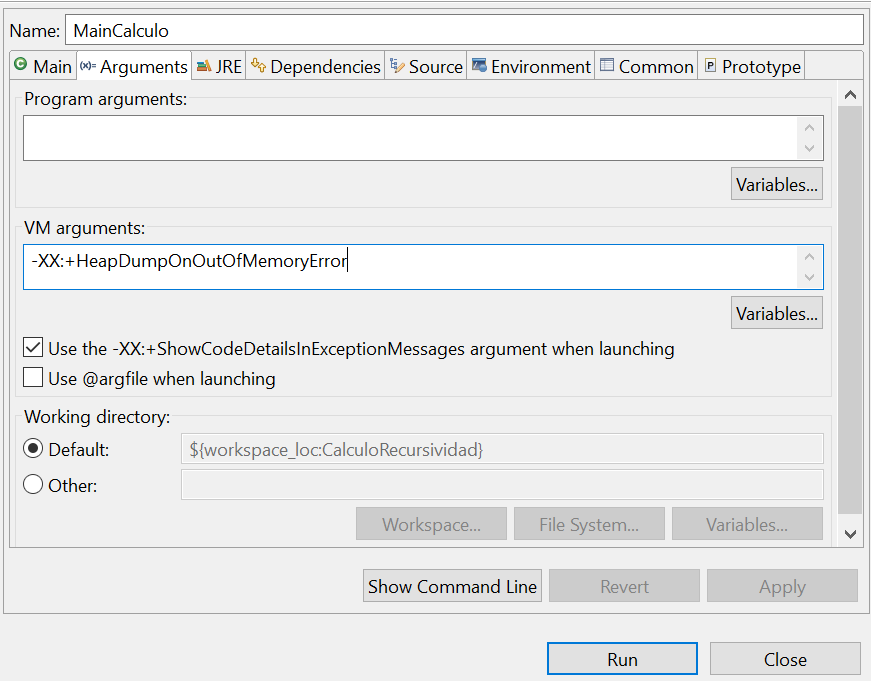 Name: MainCalculo
Main (x)= Arguments JRE Dependencies Source Environment Common P Prototype
Program arguments:
Variables...
VM arguments:
-XX:+HeapDumpOnOutOfMemoryError
Variables...
Use the -XX:+ShowCodeDetailsInExceptionMessages argument when launching
Use @argfile when launching
Working directory:
Default: ${workspace_loc:CalculoRecursividad}
Other:
Workspace... File System... Variables...
Show Command Line Revert Apply
Run Close